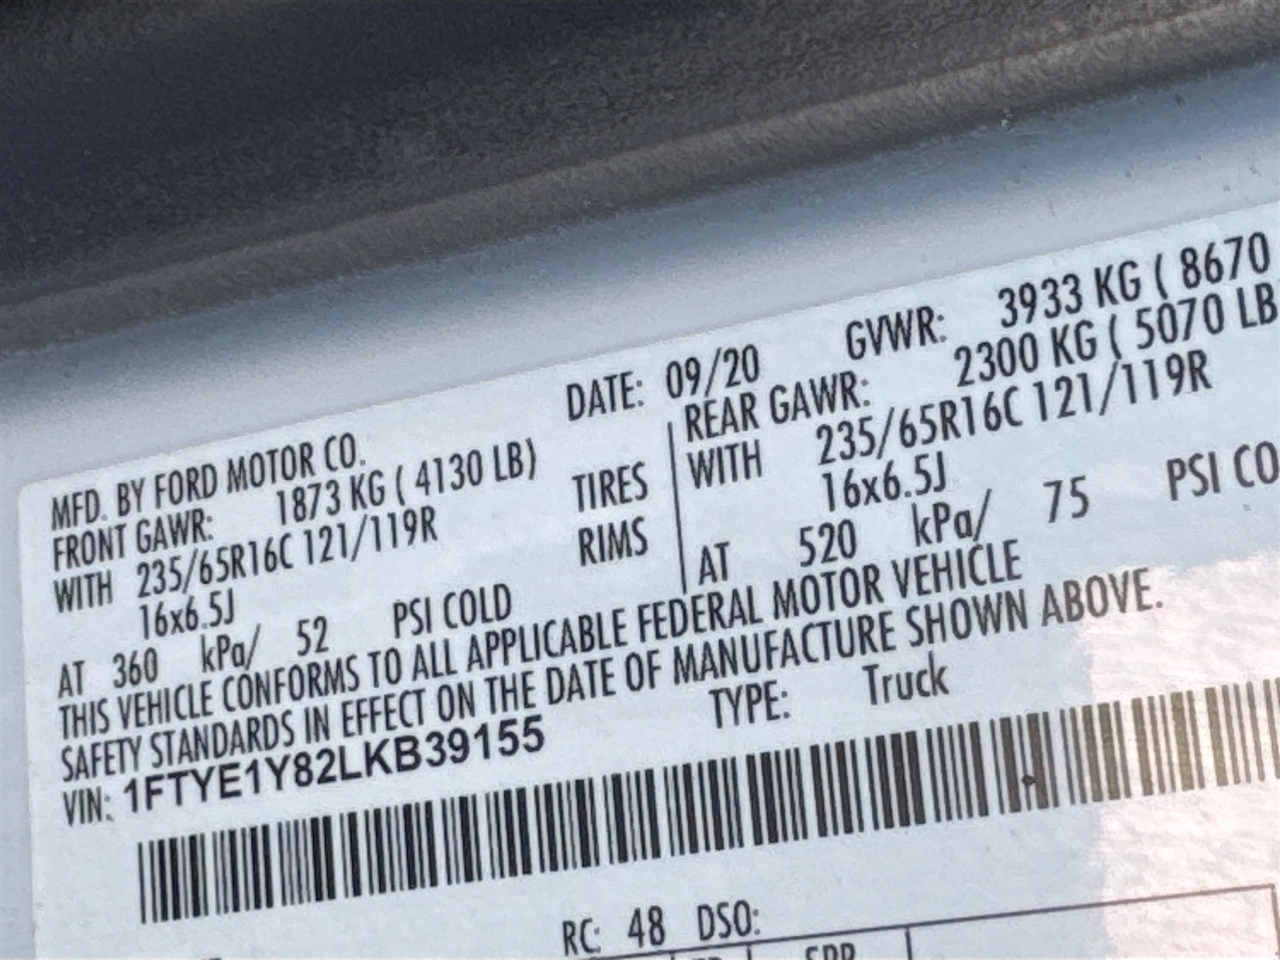 DATE: 09/20 GVWR: 3933 KG ( 8670
MFD. BY FORD MOTOR CO.
FRONT GAWR: 1873 KG ( 4130 LB)
WITH 235/65R16C 121/119R TIRES
16x6.5J RIMS
AT 360 kPa/ 52 PSI COLD
REAR GAWR: 2300 KG ( 5070 LB
WITH 235/65R16C 121/119R
16x6.5J
AT 520 kPa/ 75 PSI CO
THIS VEHICLE CONFORMS TO ALL APPLICABLE FEDERAL MOTOR VEHICLE
SAFETY STANDARDS IN EFFECT ON THE DATE OF MANUFACTURE SHOWN ABOVE.
VIN: 1FTYE1Y82LKB39155 TYPE: Truck
RC: 48 DSO: